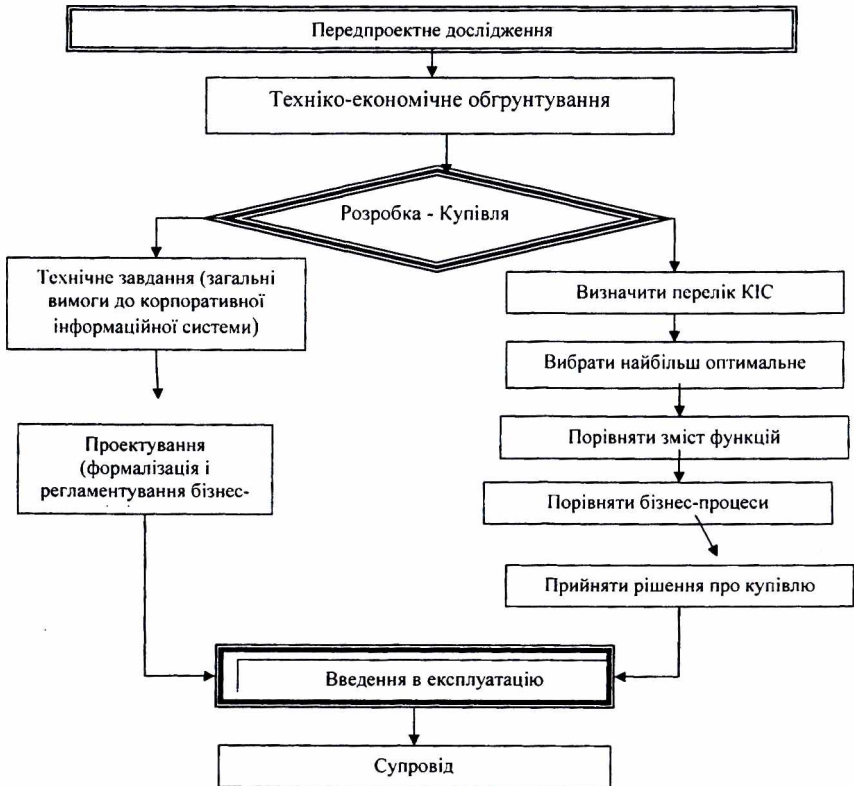 Передпроектне дослідження
Техніко-економічне обгрунтування
Розробка - Купівля
Технічне завдання (загальні
вимоги до корпоративної
інформаційної системи)
Проектування
(формалізація і
регламентування бізнес-
Визначити перелік КІС
Вибрати найбільш оптимальне
Порівняти зміст функцій
Порівняти бізнес-процеси
Прийняти рішення про купівлю
Введення в експлуатацію
Супровід